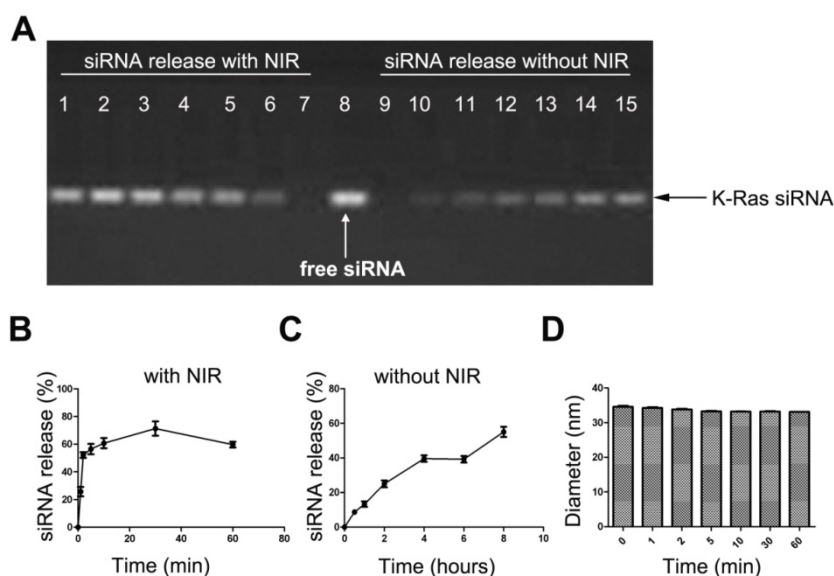 A
siRNA release with NIR
siRNA release without NIR
1 2 3 4 5 6 7 8 9 10 11 12 13 14 15
K-Ras siRNA
free siRNA
B
with NIR
siRNA release (%)
100
80
60
40
20
0
0 20 40 60 80
Time (min)
C
without NIR
siRNA release (%)
80
60
40
20
0
0 2 4 6 8 10
Time (hours)
D
Diameter (nm)
40
30
20
10
0
0 1 2 5 10 30 60
Time (min)